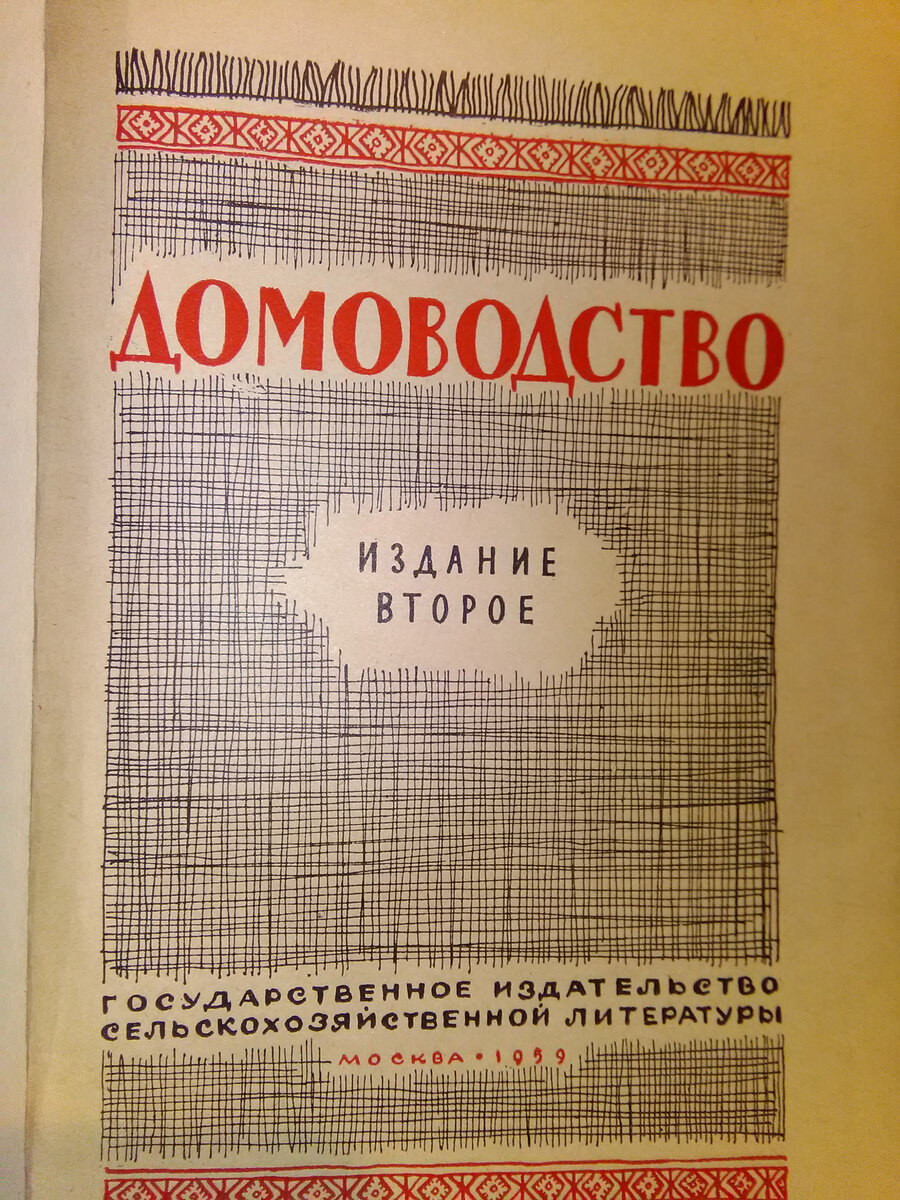 ДОМОВОДСТВО
ИЗДАНИЕ
ВТОРОЕ
ГОСУДАРСТВЕННОЕ ИЗДАТЕЛЬСТВО
СЕЛЬСКОХОЗЯЙСТВЕННОЙ ЛИТЕРАТУРЫ
МОСКВА • 1959